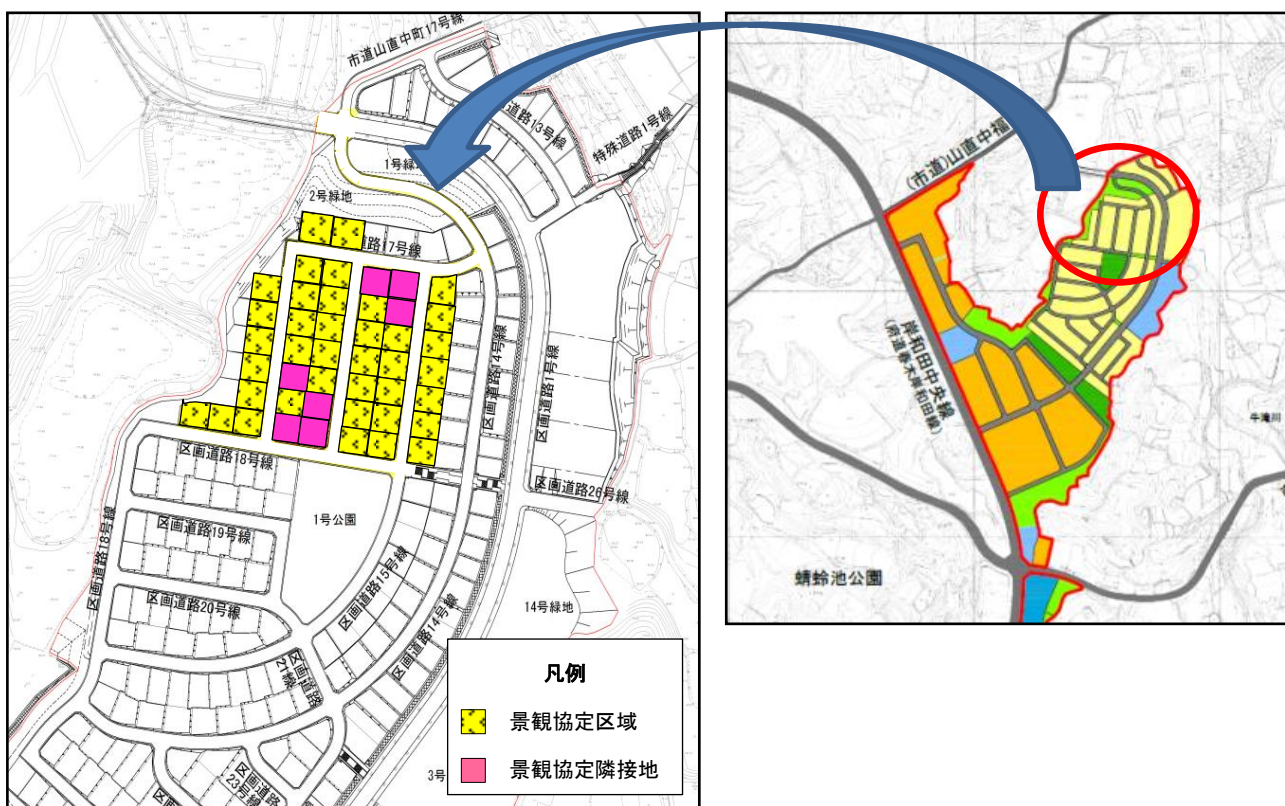 市道山直中町17号線
道路13号線
特殊道路1号線
1号緑
2号緑地
道路17号線
区画道路14号線
区画道路1号線
区画道路18号線
区画道路26号線
1号公園
区画道路19号線
区画道路18号線
区画道路15号線
区画道路20号線
14号緑地
区画道路14号線
区画道路
21号線
区画道路
23号線
3号
凡例
景観協定区域
景観協定隣接地
(市道)山直中福
岸和田中央線
(府道春木岸和田線)
牛滝川
蜻蛉池公園